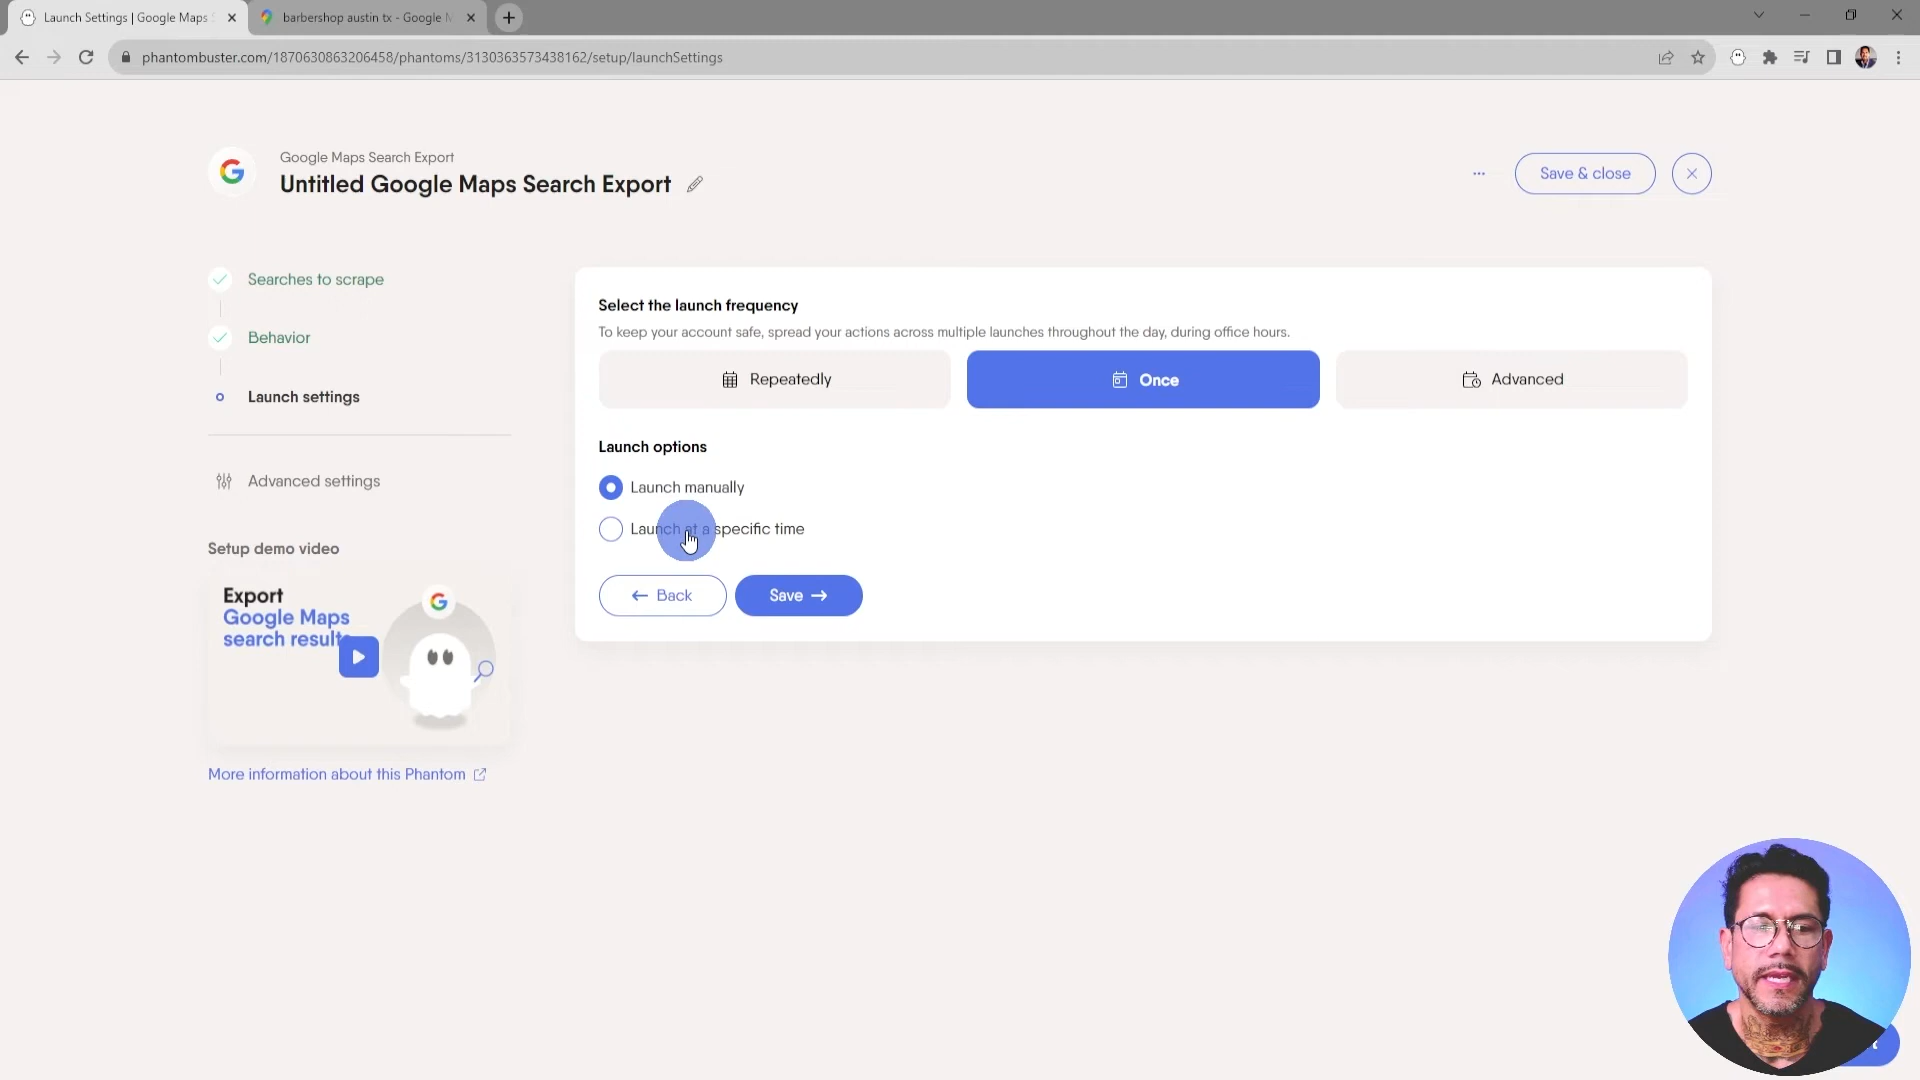 Launch Settings | Google Maps
barbershop austin tx - Google
phantombuster.com/1870630863206458/phantoms/3130363573438162/setup/launchSettings
Google Maps Search Export
Untitled Google Maps Search Export
Save & close
Searches to scrape
Behavior
Launch settings
Advanced settings
Setup demo video
Export
Google Maps
search results
More information about this Phantom
Select the launch frequency
To keep your account safe, spread your actions across multiple launches throughout the day, during office hours.
Repeatedly
Once
Advanced
Launch options
Launch manually
Launch at a specific time
← Back
Save →